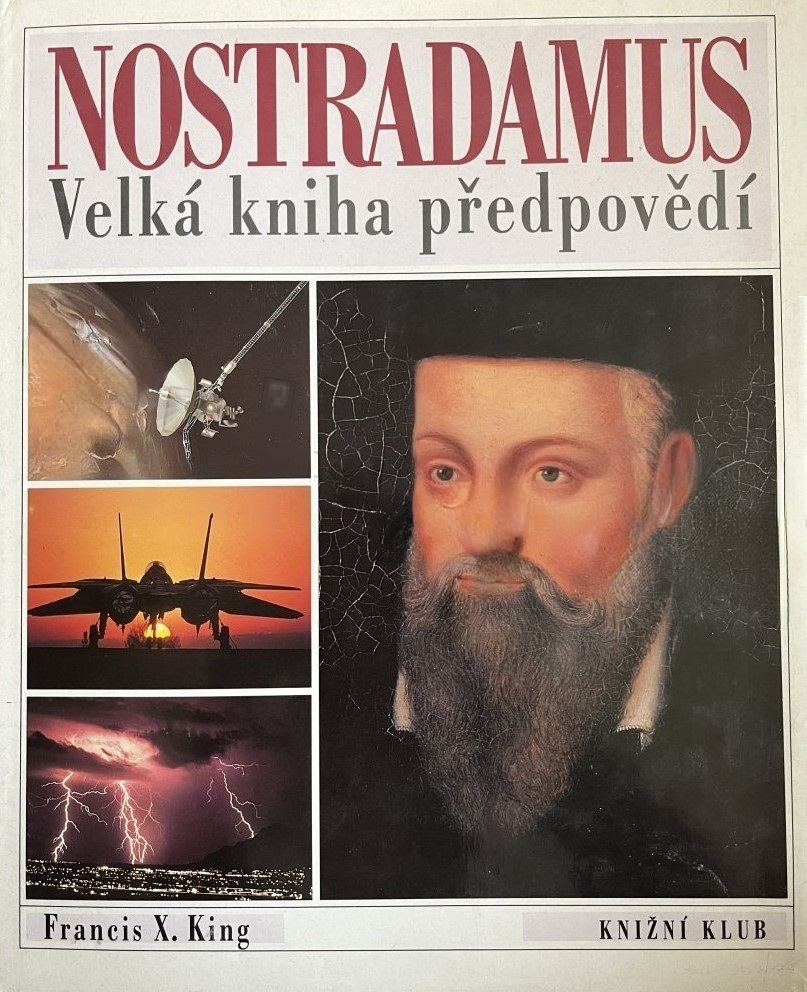 NOSTRADAMUS
Velká kniha předpovědí
Francis X. King
KNIŽNÍ KLUB